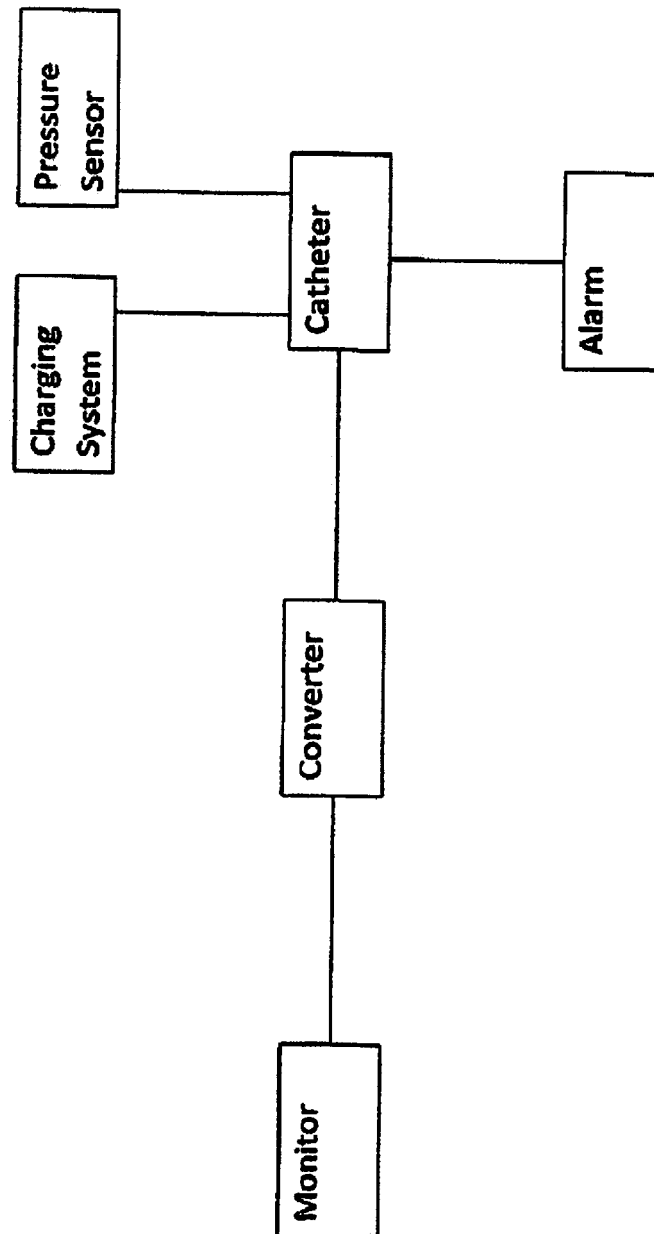 Pressure
Sensor
Charging
System
Catheter
Alarm
Converter
Monitor